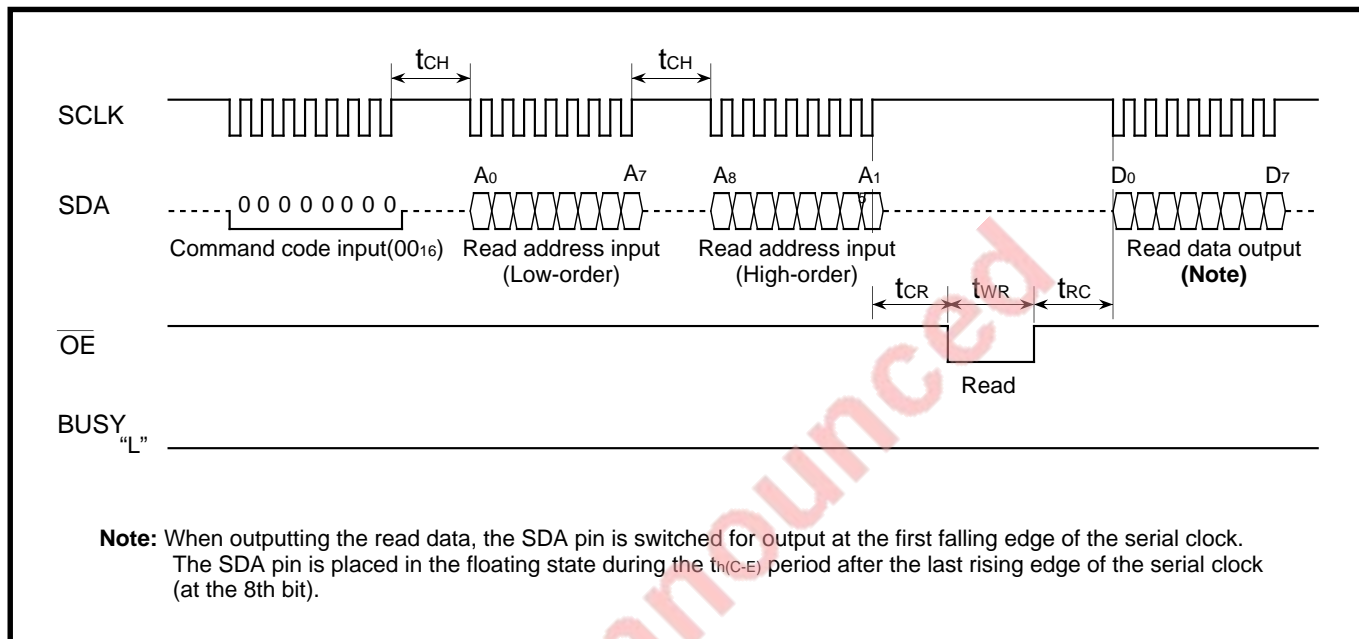 tCH tCH
SCLK
A0 A7 A8 A1 D0 D7
SDA 0 0 0 0 0 0 0 0
Command code input(0016) Read address input Read address input Read data output
(Low-order) (High-order) (Note)
tCR tWR tRC
OE
Read
BUSY
“L”
Note: When outputting the read data, the SDA pin is switched for output at the first falling edge of the serial clock.
The SDA pin is placed in the floating state during the th(C-E) period after the last rising edge of the serial clock
(at the 8th bit).
nounced